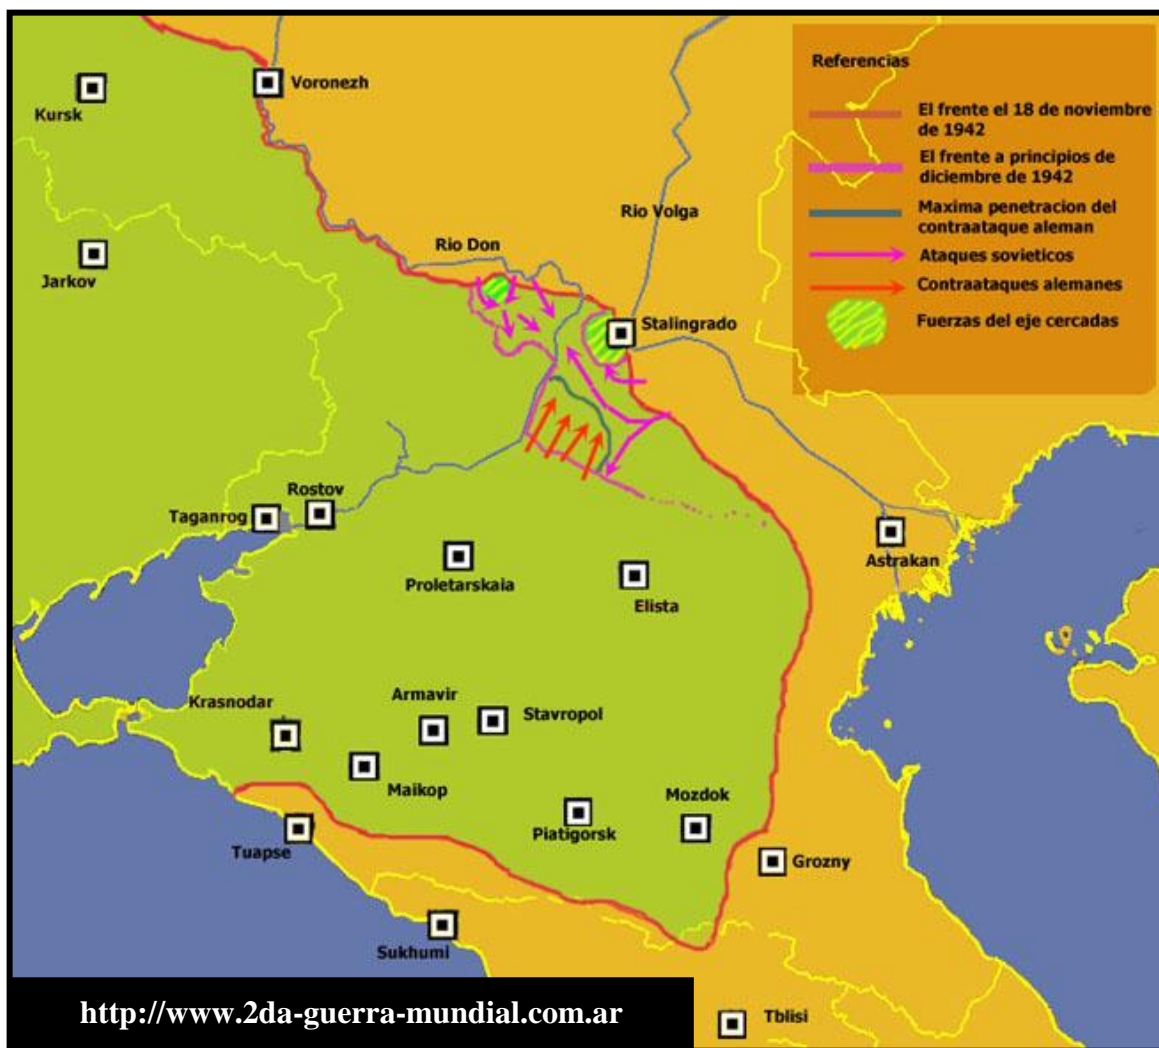 Referencias
El frente el 18 de noviembre
de 1942
El frente a principios de
diciembre de 1942
Maxima penetracion del
contraataque aleman
Ataques sovieticos
Contraataques alemanes
Fuerzas del eje cercadas
Voronezh
Kursk
Rio Volga
Rio Don
Jarkov
Stalingrado
Rostov
Taganrog
Astrakan
Proletarskaia
Elista
Krasnodar
Armavir
Stavropol
Maikop
Mozdok
Piatigorsk
Tuapse
Grozny
Sukhumi
http://www.2da-guerra-mundial.com.ar
Tblisi